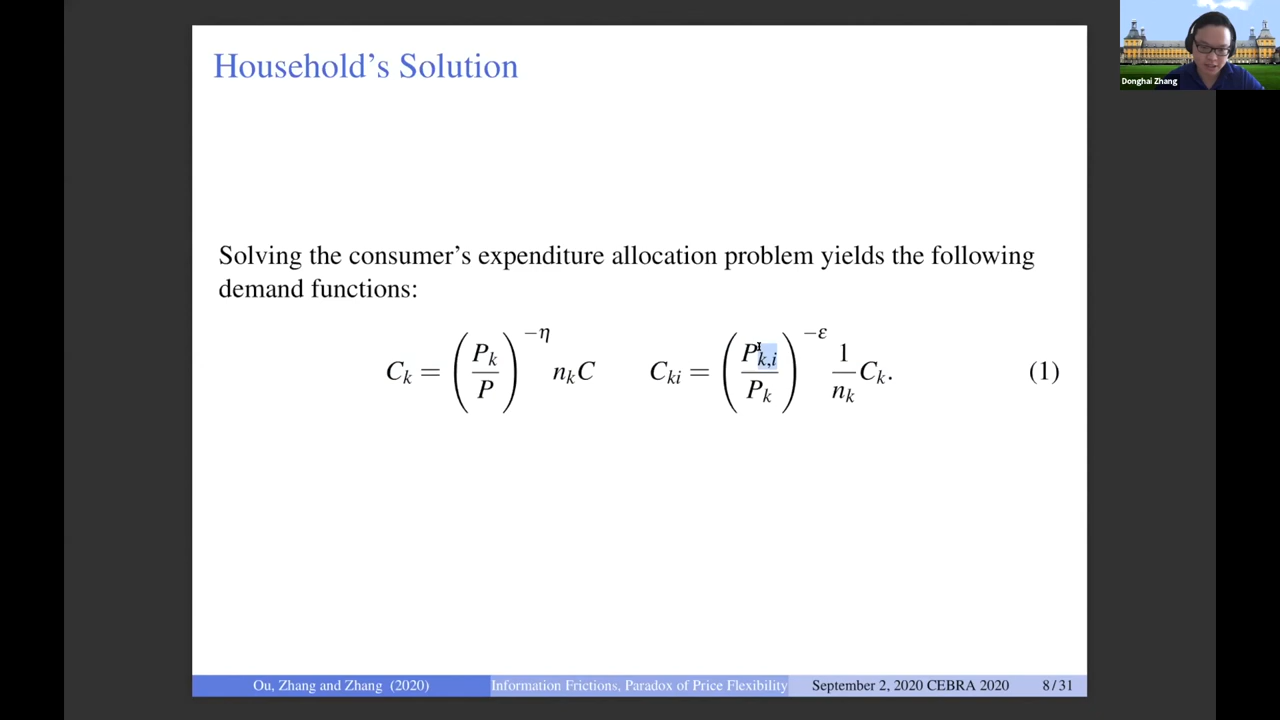 Household's Solution
Donghai Zhang
Solving the consumer's expenditure allocation problem yields the following
demand functions:
C_k = (P_k / P)^{-η} n_k C    C_{ki} = (P_{k,i} / P_k)^{-ε} \frac{1}{n_k} C_k.    (1)
Ou, Zhang and Zhang (2020)    Information Frictions, Paradox of Price Flexibility    September 2, 2020 CEBRA 2020    8 / 31